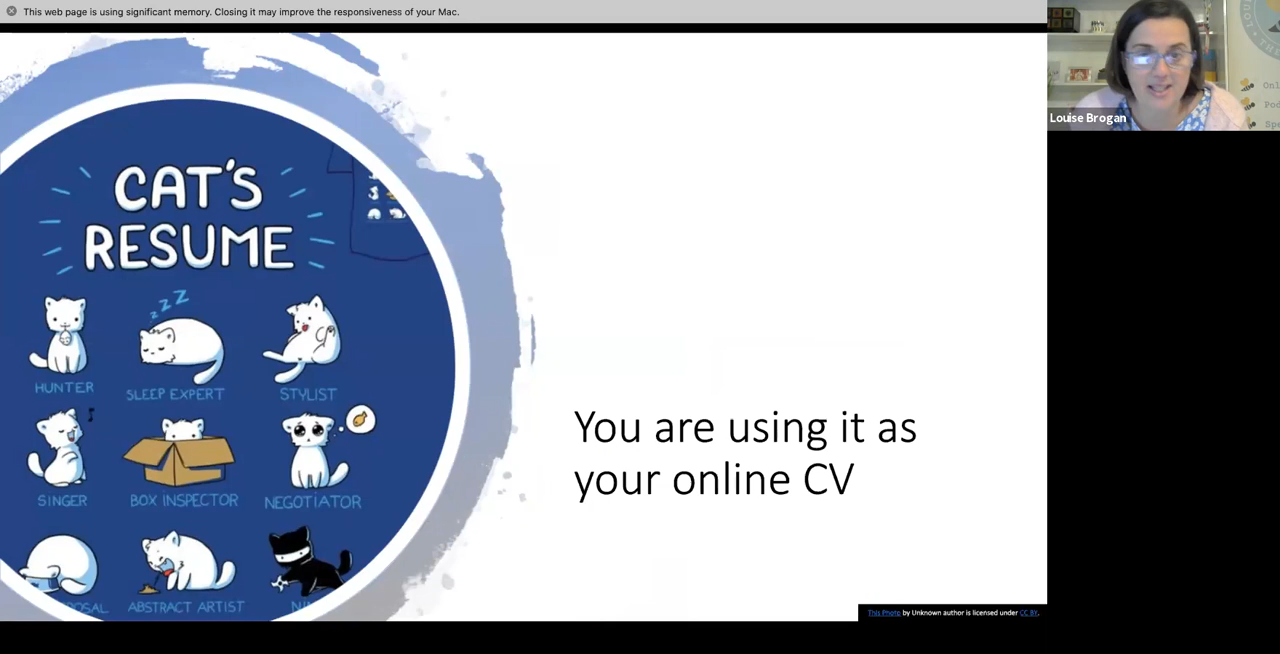 This web page is using significant memory. Closing it may improve the responsiveness of your Mac.
Louise Brogan
CAT'S
RESUME
z z z
HUNTER
SLEEP EXPERT
STYLIST
SINGER
BOX INSPECTOR
NEGOTIATOR
ABSTRACT ARTIST
You are using it as
your online CV
This Photo by Unknown author is licensed under CC BY.